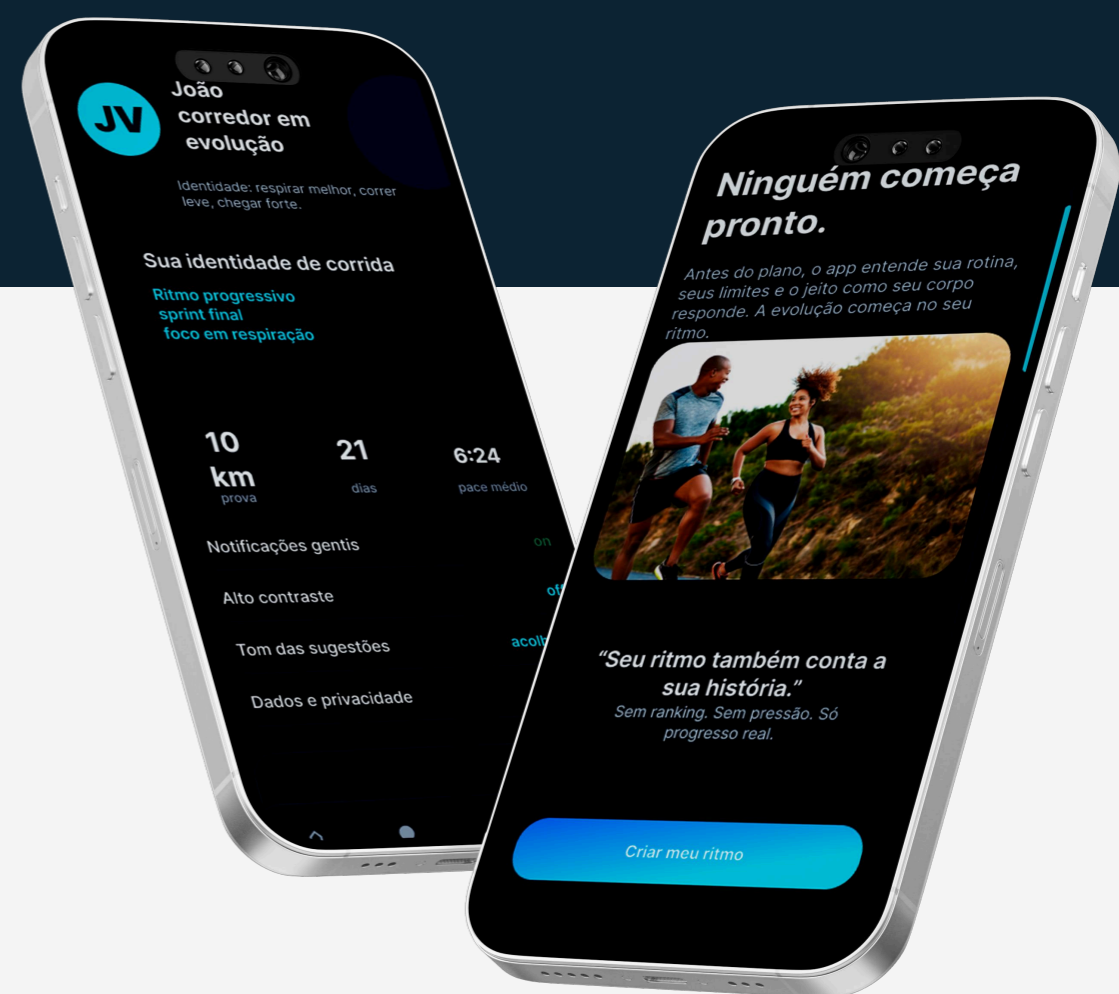 JV
João
corredor em
evolução
Identidade: respirar melhor, correr
leve, chegar forte.
Sua identidade de corrida
Ritmo progressivo
sprint final
foco em respiração
10
km
prova
21
dias
6:24
pace médio
Notificações gentis
on
Alto contraste
Tom das sugestões
Dados e privacidade
Ninguém começa
pronto.
Antes do plano, o app entende sua rotina,
seus limites e o jeito como seu corpo
responde. A evolução começa no seu
ritmo.
“Seu ritmo também conta a
sua história.”
Sem ranking. Sem pressão. Só
progresso real.
Criar meu ritmo